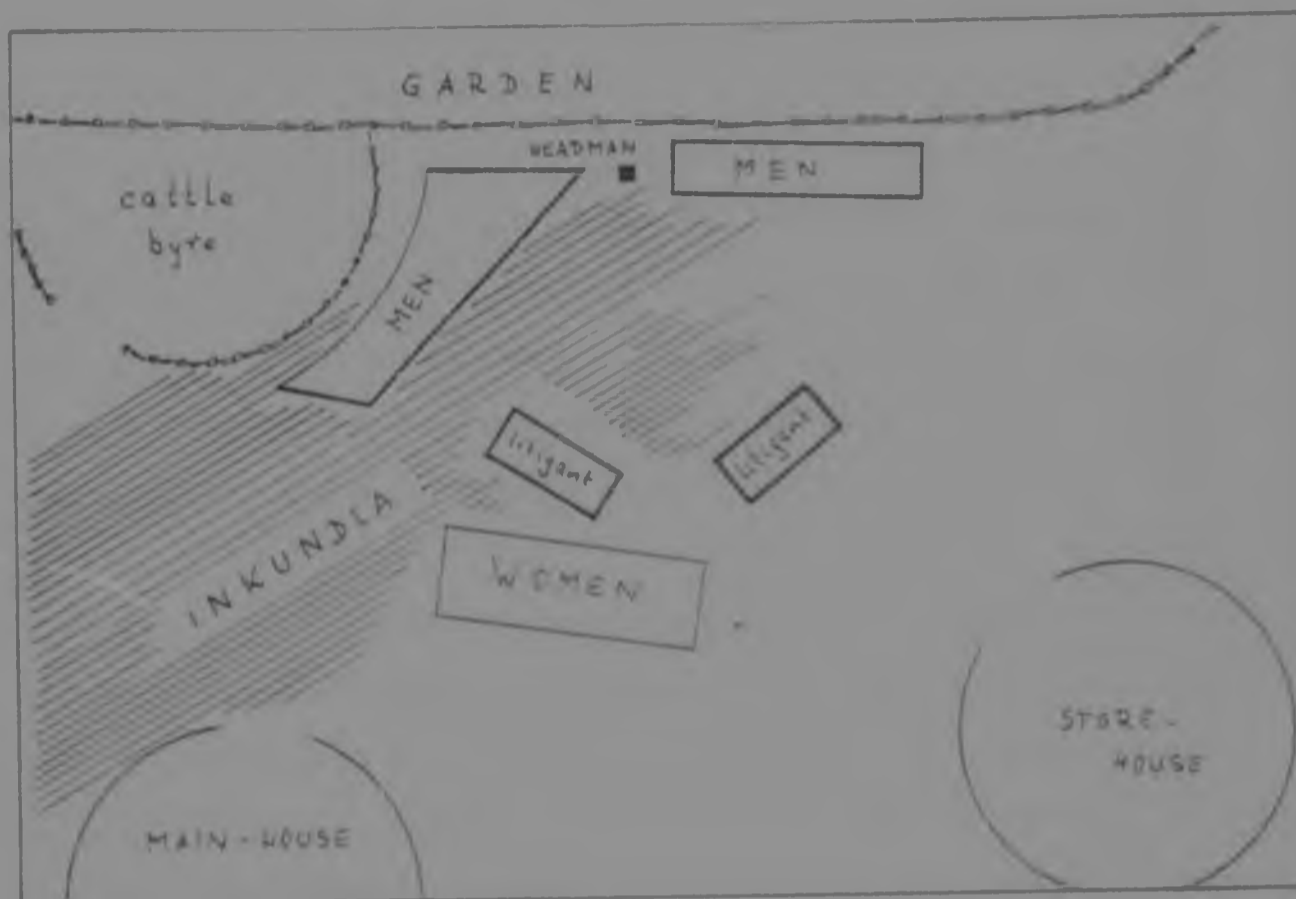 GARDEN
HEADMAN
MEN
cattle
byre
MEN
litigant
litigant
INKUNDLA
WOMEN
STORE-
HOUSE
MAIN-HOUSE